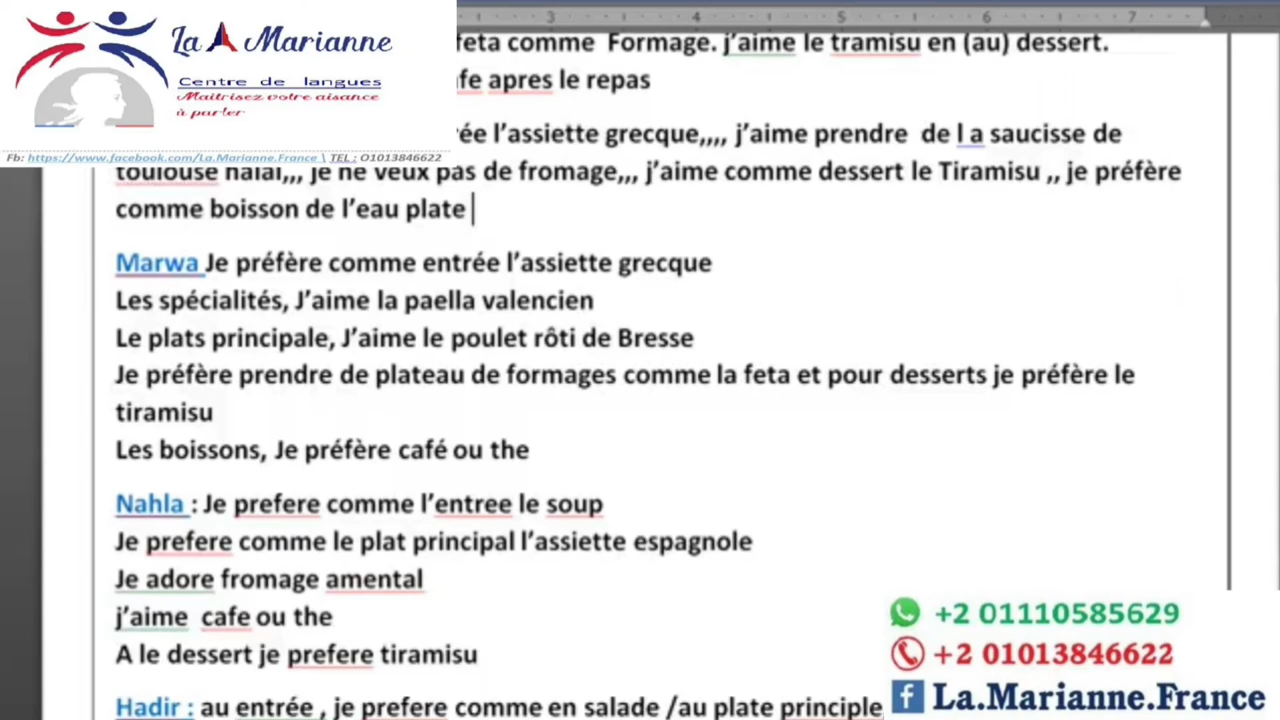 La Marianne
Centre de langues
Maitrisez votre aisance
à parler
Fb: https://www.facebook.com/La.Marianne.France \ TEL : 01013846622
feta comme Formage. j'aime le tramisu en (au) dessert.
fe apres le repas
rée l'assiette grecque,,,, j'aime prendre de l a saucisse de
toulouse halal,,, je ne veux pas de fromage,,, j'aime comme dessert le Tiramisu ,, je préfère
comme boisson de l'eau plate
Marwa Je préfère comme entrée l'assiette grecque
Les spécialités, J'aime la paella valencien
Le plats principale, J'aime le poulet rôti de Bresse
Je préfère prendre de plateau de formages comme la feta et pour desserts je préfère le
tiramisu
Les boissons, Je préfère café ou the
Nahla : Je prefere comme l'entree le soup
Je prefere comme le plat principal l'assiette espagnole
Je adore fromage amental
j'aime cafe ou the
A le dessert je prefere tiramisu
Hadir : au entrée , je prefere comme en salade /au plate principle
+2 01110585629
+2 01013846622
La.Marianne.France
3 4 5 6 7